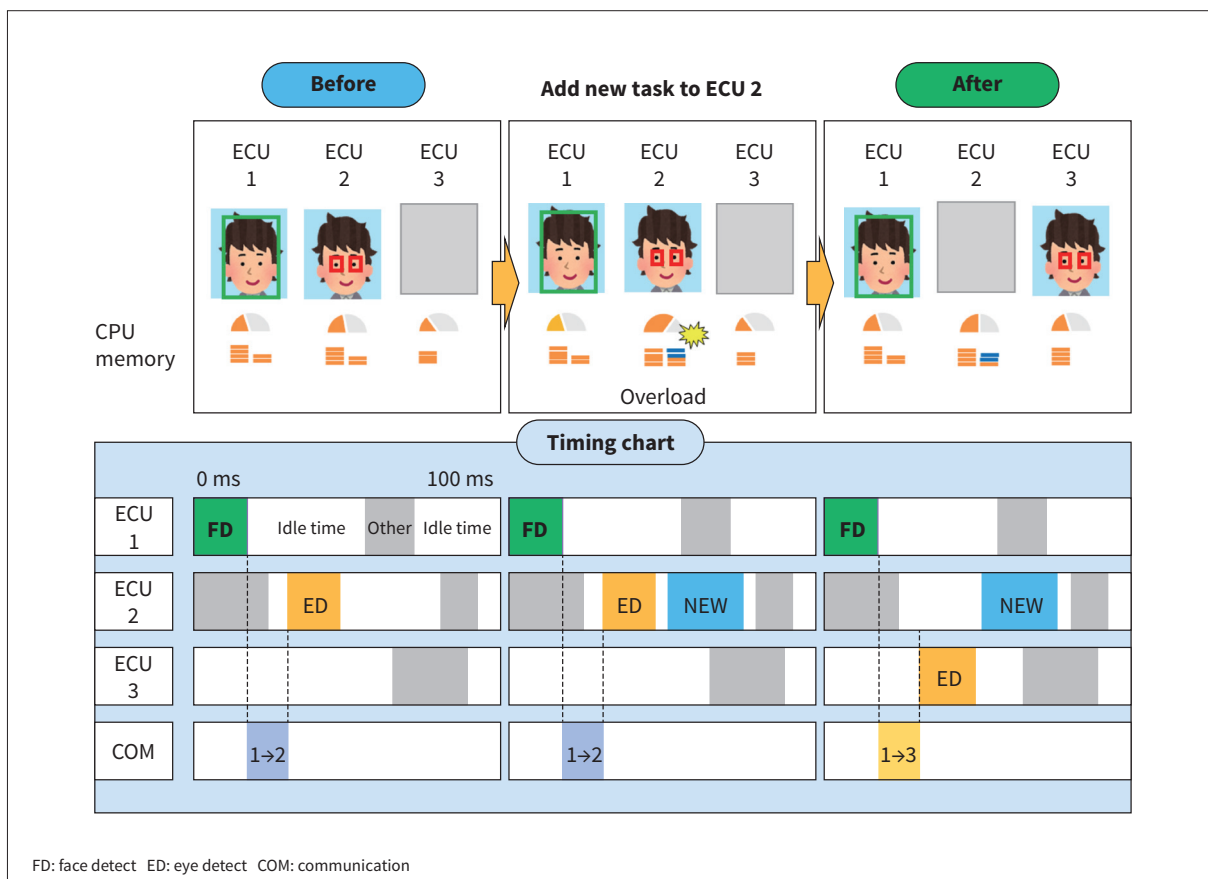 Before
Add new task to ECU 2
After
ECU
1
ECU
2
ECU
3
ECU
1
ECU
2
ECU
3
ECU
1
ECU
2
ECU
3
CPU
memory
Overload
Timing chart
0 ms
100 ms
ECU
1
FD
Idle time
Other
Idle time
FD
FD
ECU
2
ED
ED
NEW
NEW
ECU
3
ED
COM
1→2
1→2
1→3
FD: face detect ED: eye detect COM: communication